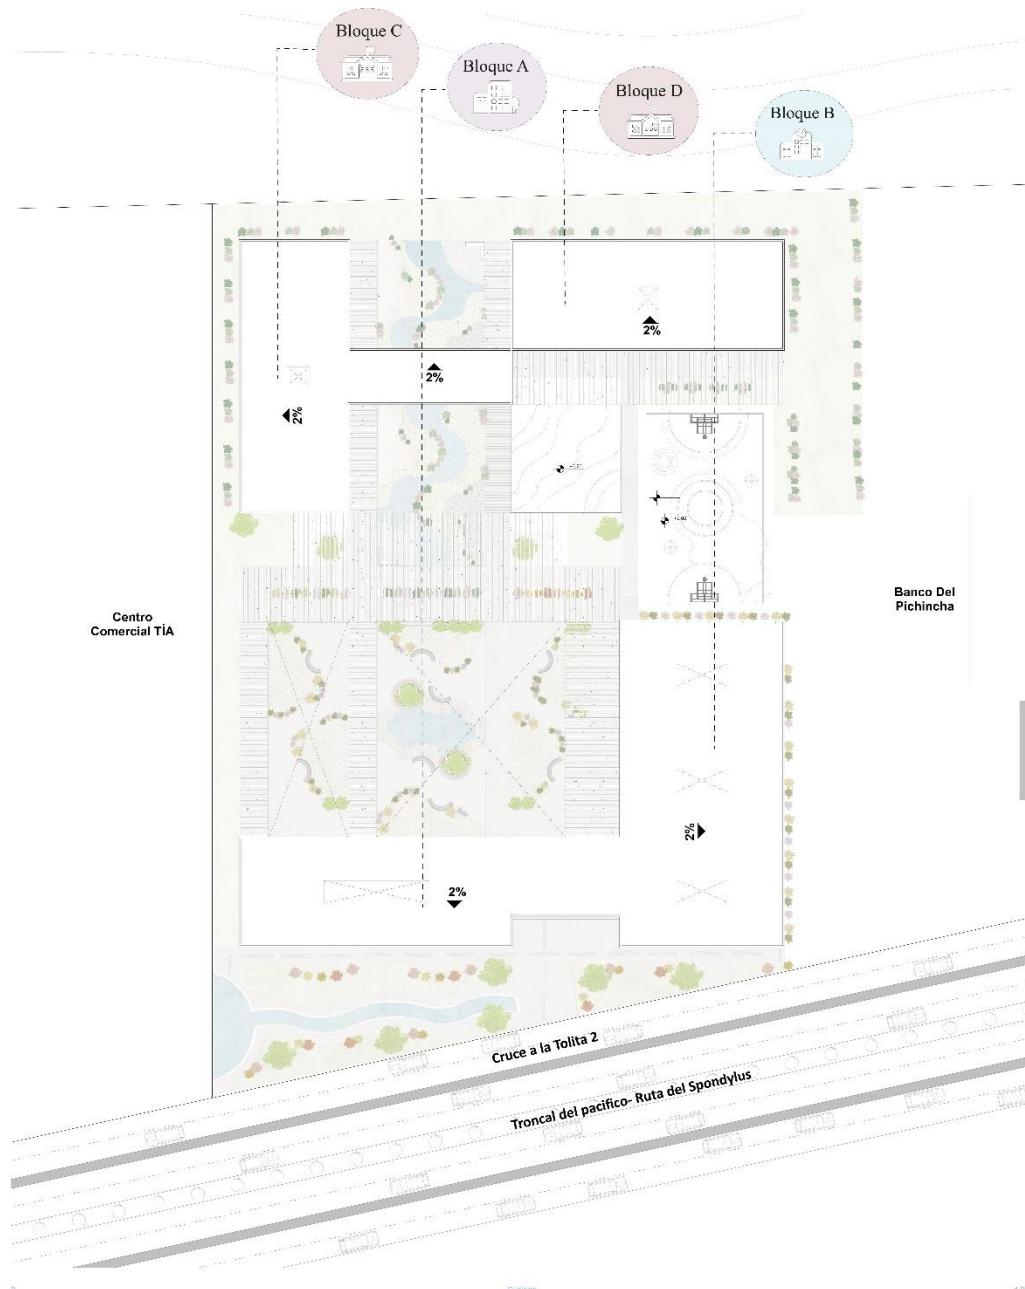 Bloque C
Bloque A
Bloque D
Bloque B
2%
2%
2%
Centro
Comercial TÍA
Banco Del
Pichincha
2%
2%
Cruce a la Tolita 2
Troncal del pacifico- Ruta del Spondylus